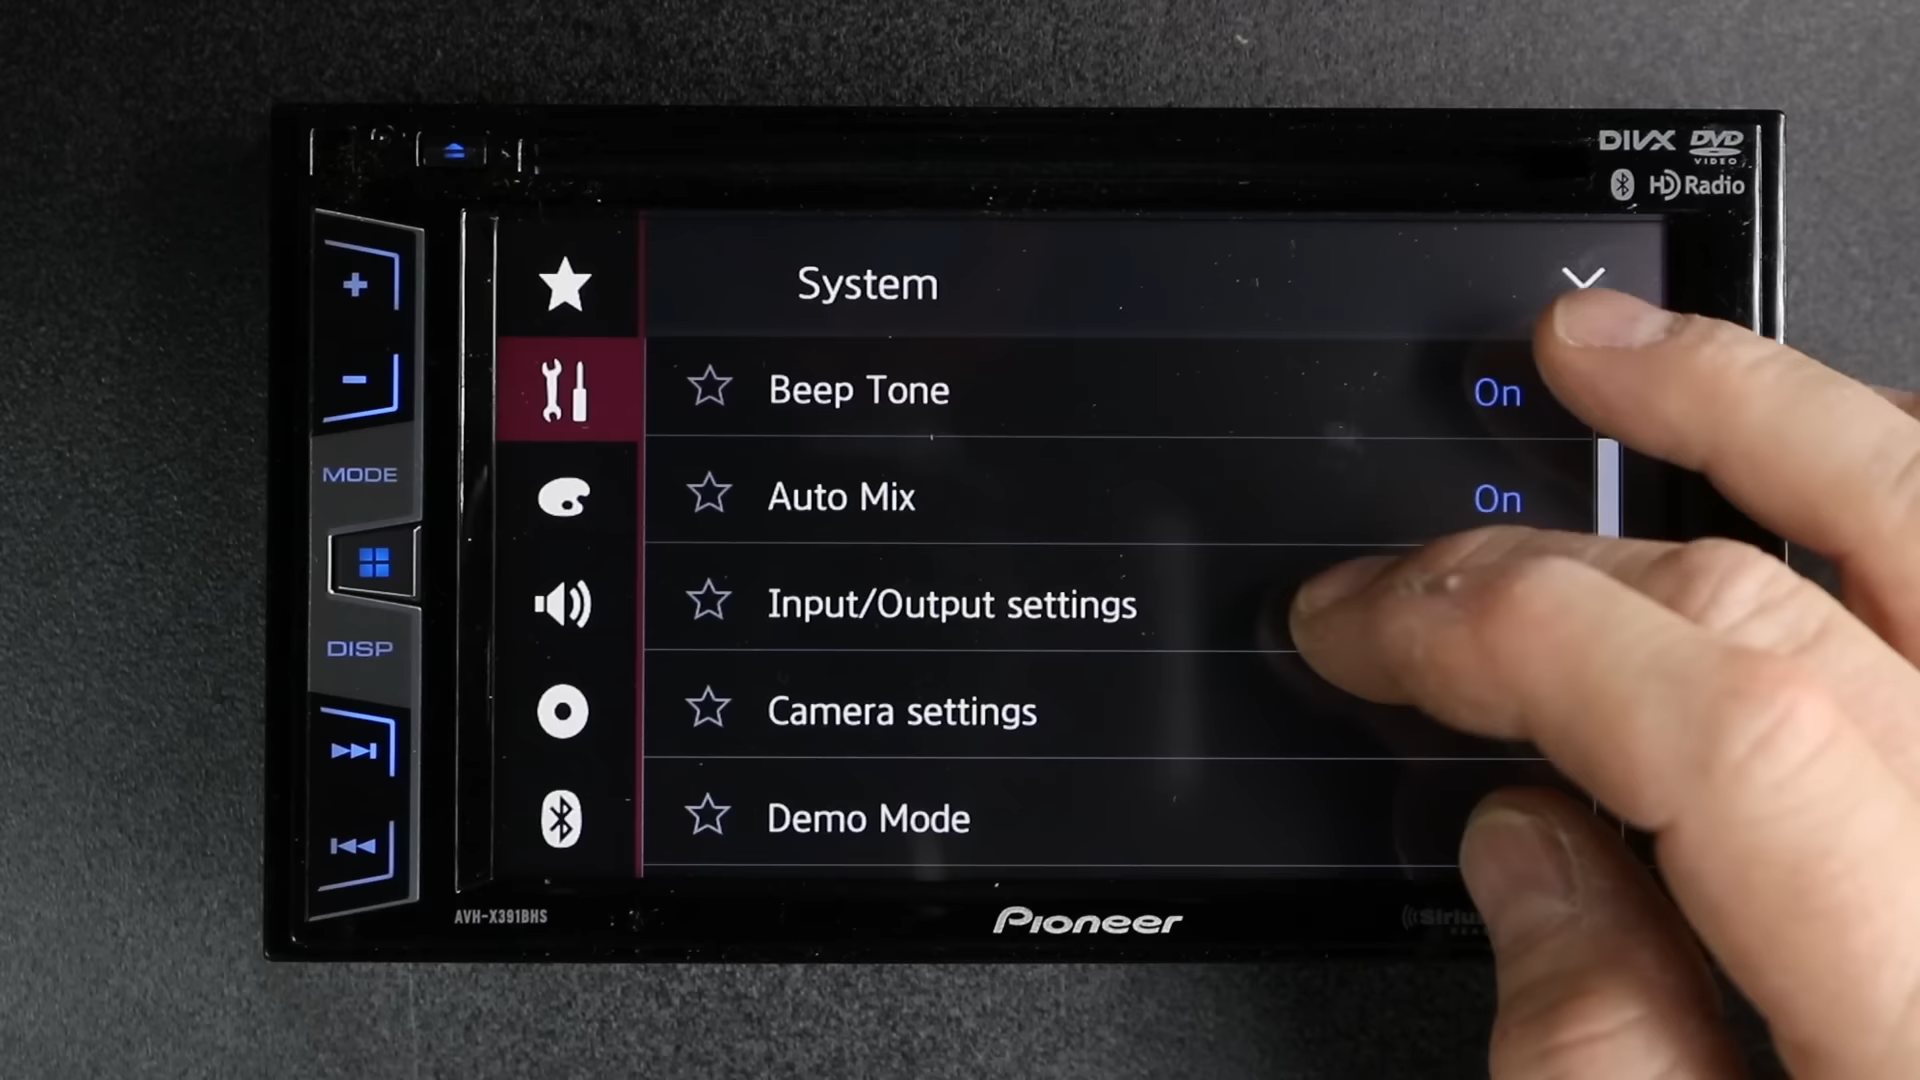 DIVX DVD
VIDEO
HD Radio
System
Beep Tone On
MODE
Auto Mix On
Input/Output settings
DISP
Camera settings
Demo Mode
AVH-X391BHS
Pioneer